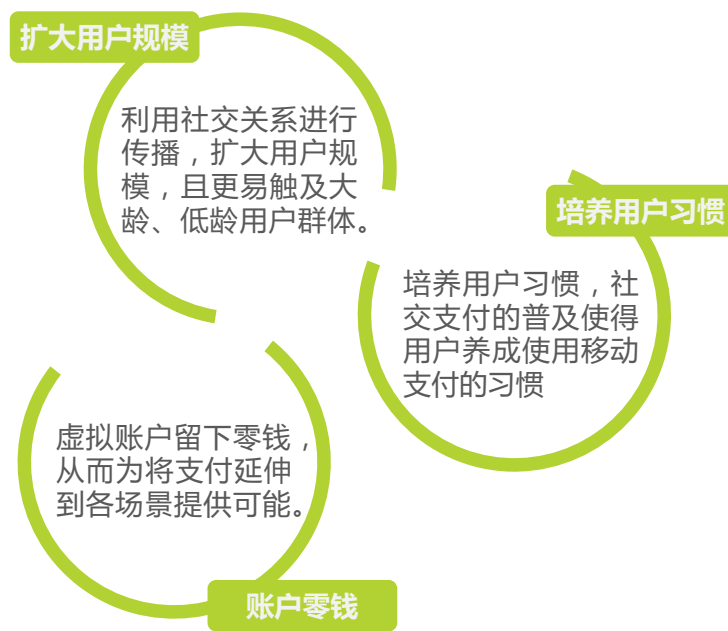 扩大用户规模
利用社交关系进行
传播，扩大用户规
模，且更易触及大
龄、低龄用户群体。
培养用户习惯
培养用户习惯，社
交支付的普及使得
用户养成使用移动
支付的习惯
虚拟账户留下零钱，
从而为将支付延伸
到各场景提供可能。
账户零钱